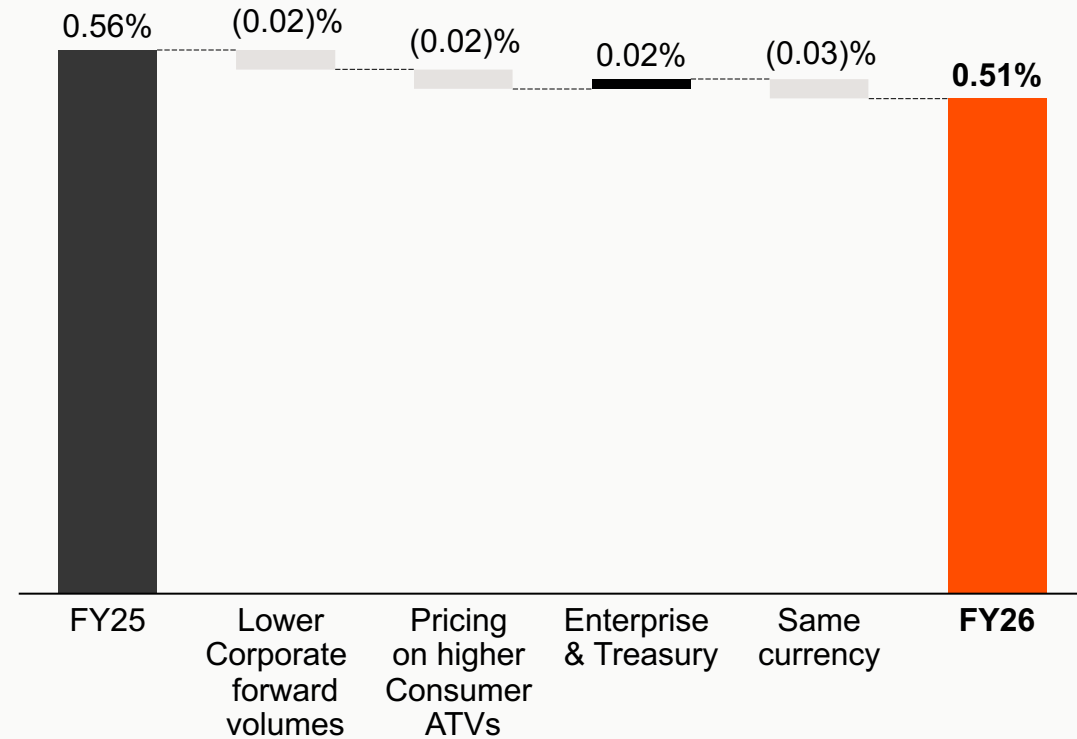 0.56%
(0.02)%
(0.02)%
0.02%
(0.03)%
0.51%
FY25
Lower
Corporate
forward
volumes
Pricing
on higher
Consumer
ATVs
Enterprise
& Treasury
Same
currency
FY26